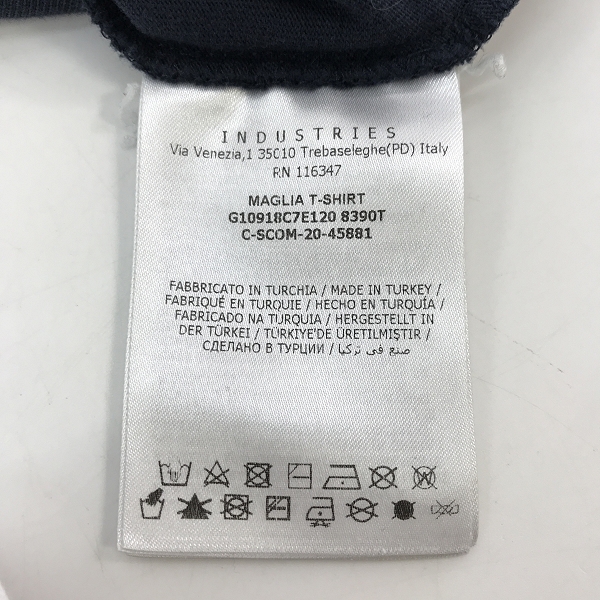 INDUSTRIES
Via Venezia,1 35010 Trebaseleghe(PD) Italy
RN 116347
MAGLIA T-SHIRT
G10918C7E120 8390T
C-SCOM-20-45881
FABBRICATO IN TURCHIA / MADE IN TURKEY /
FABRIQUÉ EN TURQUIE / HECHO EN TURQUÍA /
FABRICADO NA TURQUIA / HERGESTELLT IN
DER TÜRKEI / TÜRKIYE'DE ÜRETILMIŞTIR /
СДЕЛАНО В ТУРЦИИ / صنع في تركيا